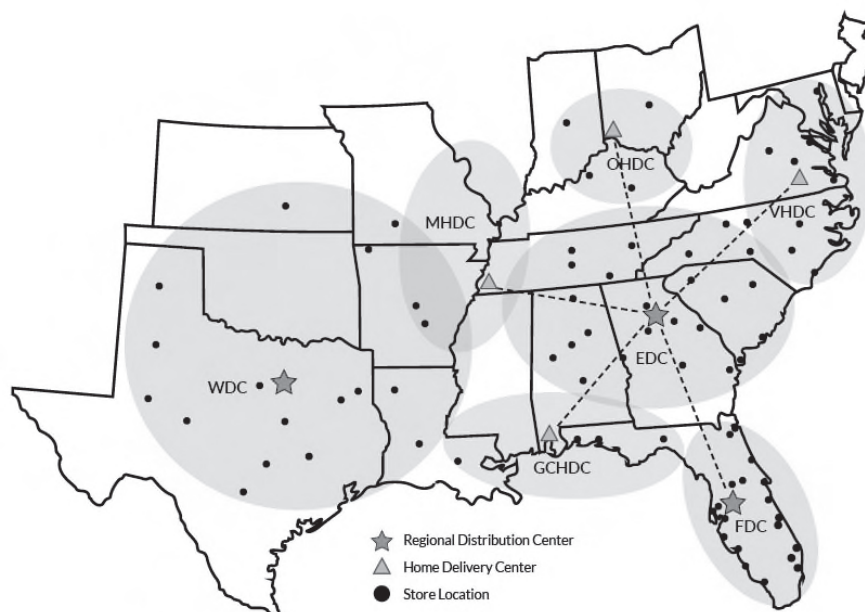 OHDC
MHDC
VHDC
WDC
EDC
GCHDC
FDC
Regional Distribution Center
Home Delivery Center
Store Location